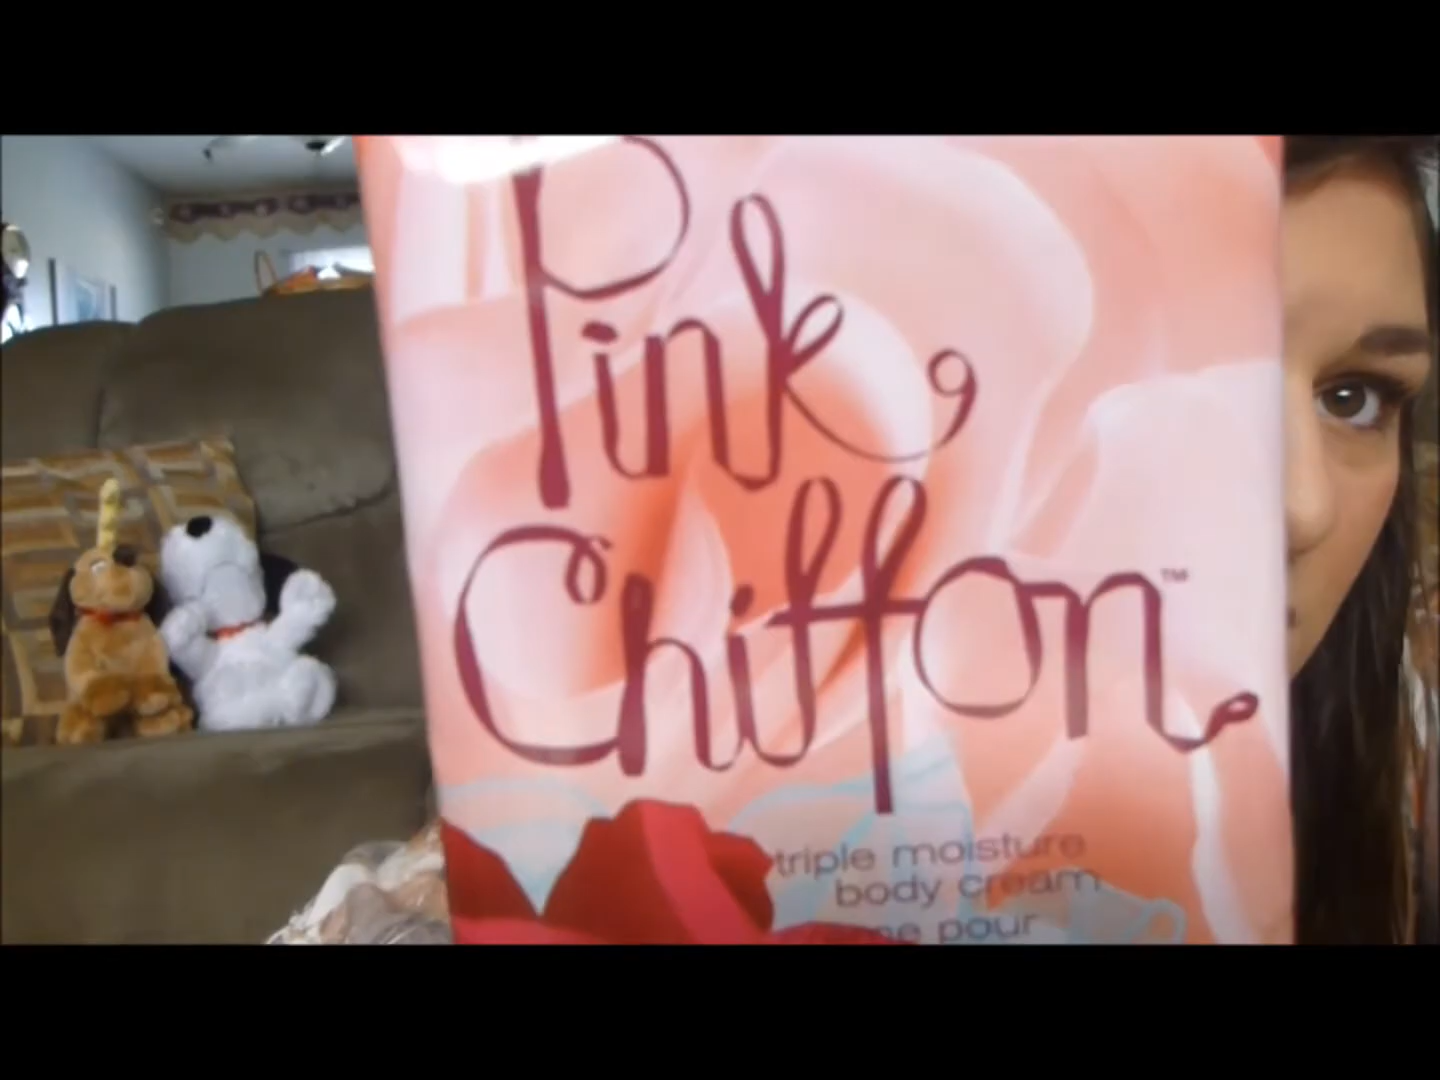 Pink
Chiffon™
triple moisture
body cream
pour